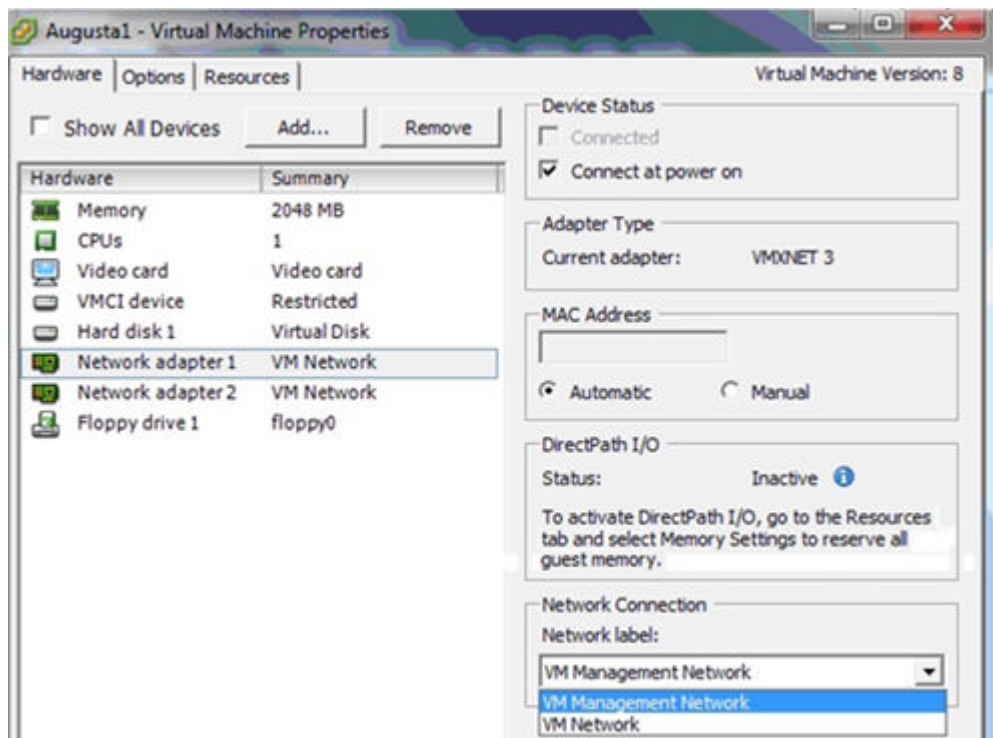 Augusta1 - Virtual Machine Properties
Hardware Options Resources
Virtual Machine Version: 8
Show All Devices
Add...
Remove
Hardware Summary
Memory 2048 MB
CPUs 1
Video card Video card
VMCI device Restricted
Hard disk 1 Virtual Disk
Network adapter 1 VM Network
Network adapter 2 VM Network
Floppy drive 1 floppy0
Device Status
Connected
Connect at power on
Adapter Type
Current adapter: VMXNET 3
MAC Address
Automatic Manual
DirectPath I/O
Status: Inactive
To activate DirectPath I/O, go to the Resources
tab and select Memory Settings to reserve all
guest memory.
Network Connection
Network label:
VM Management Network
VM Management Network
VM Network